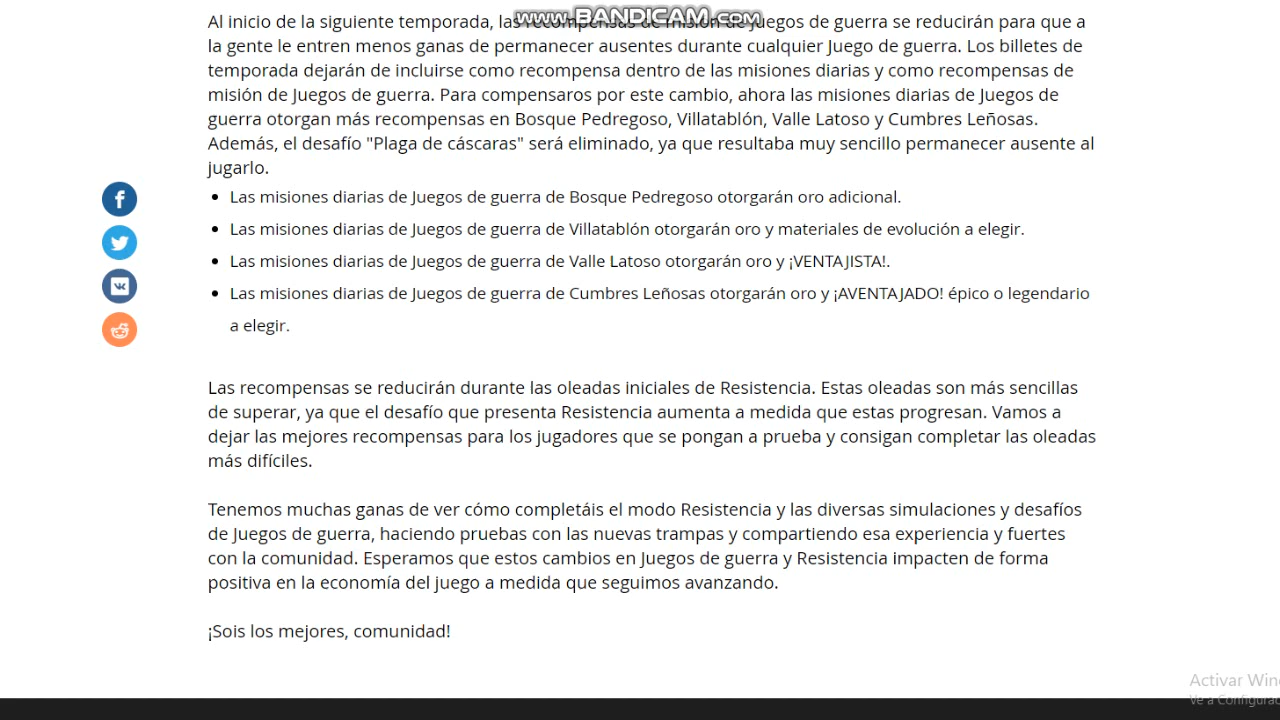 www.BANDICAM.com
Al inicio de la siguiente temporada, las recompensas de misión de Juegos de guerra se reducirán para que a
la gente le entren menos ganas de permanecer ausentes durante cualquier Juego de guerra. Los billetes de
temporada dejarán de incluirse como recompensa dentro de las misiones diarias y como recompensas de
misión de Juegos de guerra. Para compensaros por este cambio, ahora las misiones diarias de Juegos de
guerra otorgan más recompensas en Bosque Pedregoso, Villatablón, Valle Latoso y Cumbres Leñosas.
Además, el desafío "Plaga de cáscaras" será eliminado, ya que resultaba muy sencillo permanecer ausente al
jugarlo.
Las misiones diarias de Juegos de guerra de Bosque Pedregoso otorgarán oro adicional.
Las misiones diarias de Juegos de guerra de Villatablón otorgarán oro y materiales de evolución a elegir.
Las misiones diarias de Juegos de guerra de Valle Latoso otorgarán oro y ¡VENTAJISTA!.
Las misiones diarias de Juegos de guerra de Cumbres Leñosas otorgarán oro y ¡AVENTAJADO! épico o legendario
a elegir.
Las recompensas se reducirán durante las oleadas iniciales de Resistencia. Estas oleadas son más sencillas
de superar, ya que el desafío que presenta Resistencia aumenta a medida que estas progresan. Vamos a
dejar las mejores recompensas para los jugadores que se pongan a prueba y consigan completar las oleadas
más difíciles.
Tenemos muchas ganas de ver cómo completáis el modo Resistencia y las diversas simulaciones y desafíos
de Juegos de guerra, haciendo pruebas con las nuevas trampas y compartiendo esa experiencia y fuertes
con la comunidad. Esperamos que estos cambios en Juegos de guerra y Resistencia impacten de forma
positiva en la economía del juego a medida que seguimos avanzando.
¡Sois los mejores, comunidad!
Activar Win
Ve a Configura